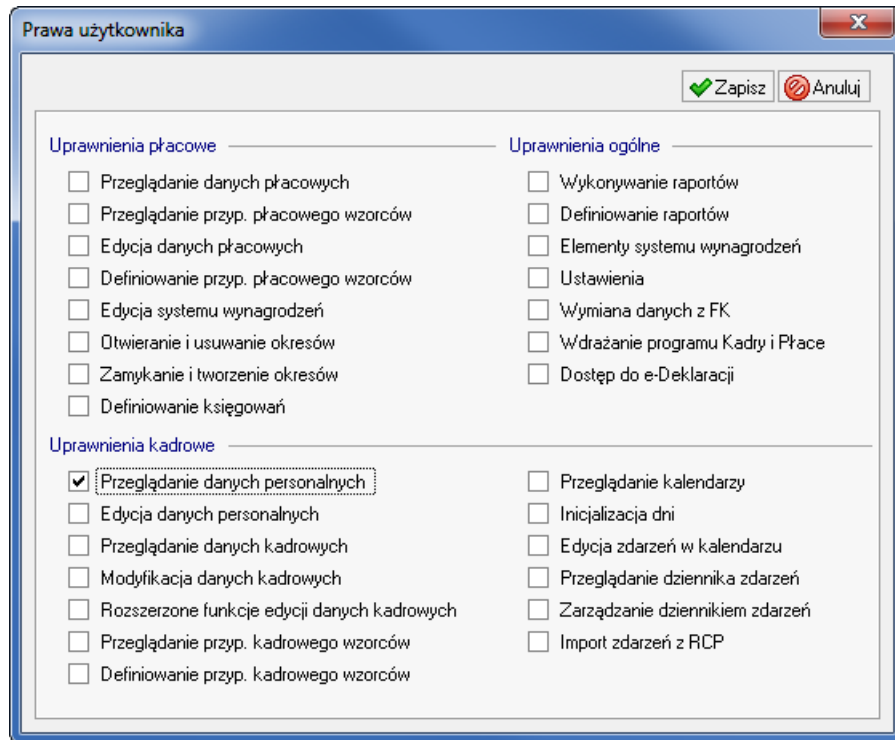 Prawa użytkownika
Zapisz Anuluj
Uprawnienia płacowe
Przeglądanie danych płacowych
Przeglądanie przyp. płacowego wzorców
Edycja danych płacowych
Definiowanie przyp. płacowego wzorców
Edycja systemu wynagrodzeń
Otwieranie i usuwanie okresów
Zamykanie i tworzenie okresów
Definiowanie księgowań
Uprawnienia ogólne
Wykonywanie raportów
Definiowanie raportów
Elementy systemu wynagrodzeń
Ustawienia
Wymiana danych z FK
Wdrażanie programu Kadry i Płace
Dostęp do e-Deklaracji
Uprawnienia kadrowe
Przeglądanie danych personalnych
Edycja danych personalnych
Przeglądanie danych kadrowych
Modyfikacja danych kadrowych
Rozszerzone funkcje edycji danych kadrowych
Przeglądanie przyp. kadrowego wzorców
Definiowanie przyp. kadrowego wzorców
Przeglądanie kalendarzy
Inicjalizacja dni
Edycja zdarzeń w kalendarzu
Przeglądanie dziennika zdarzeń
Zarządzanie dziennikiem zdarzeń
Import zdarzeń z RCP